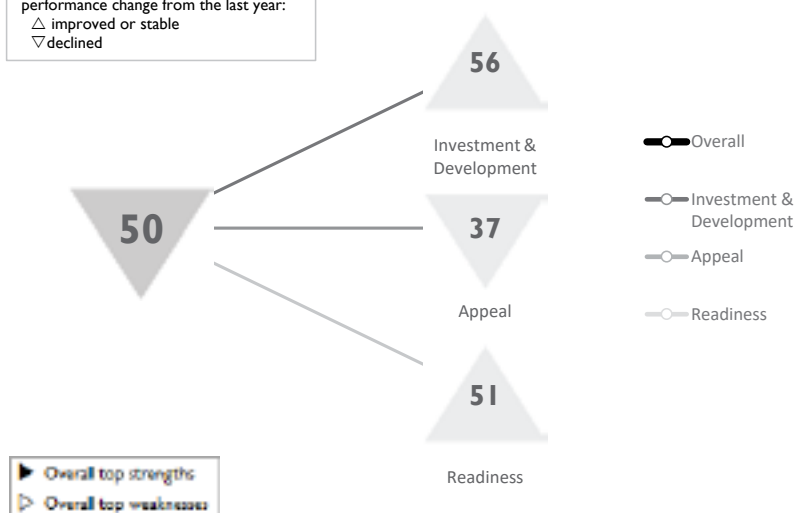 performance change from the last year:
△ improved or stable
▽ declined
56
Investment &
Development
50
37
Appeal
51
Readiness
Overall
Investment &
Development
Appeal
Readiness
▶ Overall top strengths
▷ Overall top weaknesses